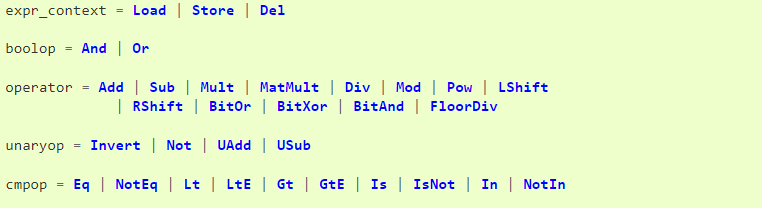 expr_context = Load | Store | Del
boolop = And | Or
operator = Add | Sub | Mult | MatMult | Div | Mod | Pow | LShift
| RShift | BitOr | BitXor | BitAnd | FloorDiv
unaryop = Invert | Not | UAdd | USub
cmpop = Eq | NotEq | Lt | LtE | Gt | GtE | Is | IsNot | In | NotIn